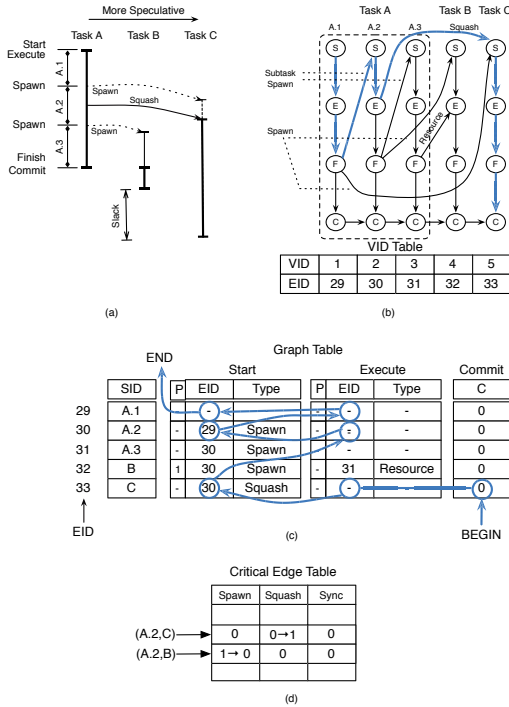 More Speculative
Task A Task B Task C
Start
Execute
A.1
Spawn
A.2
Squash
Spawn
Spawn
Spawn
A.3
Finish
Commit
Slack
(a)
Task A Task B Task C
A.1 A.2 A.3 Squash
S S S S S
Subtask
Spawn
E E E E E
Resource
Spawn
F F F F F
C C C C C
VID Table
VID 1 2 3 4 5
EID 29 30 31 32 33
(b)
Graph Table
END
Start Execute Commit
SID P EID Type P EID Type C
29 A.1 - - - - - 0
30 A.2 - 29 Spawn - - - 0
31 A.3 - 30 Spawn - - - 0
32 B 1 30 Spawn - 31 Resource 0
33 C - 30 Squash - - - 0
EID
BEGIN
(c)
Critical Edge Table
Spawn Squash Sync
(A.2,C) 0 0→1 0
(A.2,B) 1→0 0 0
(d)